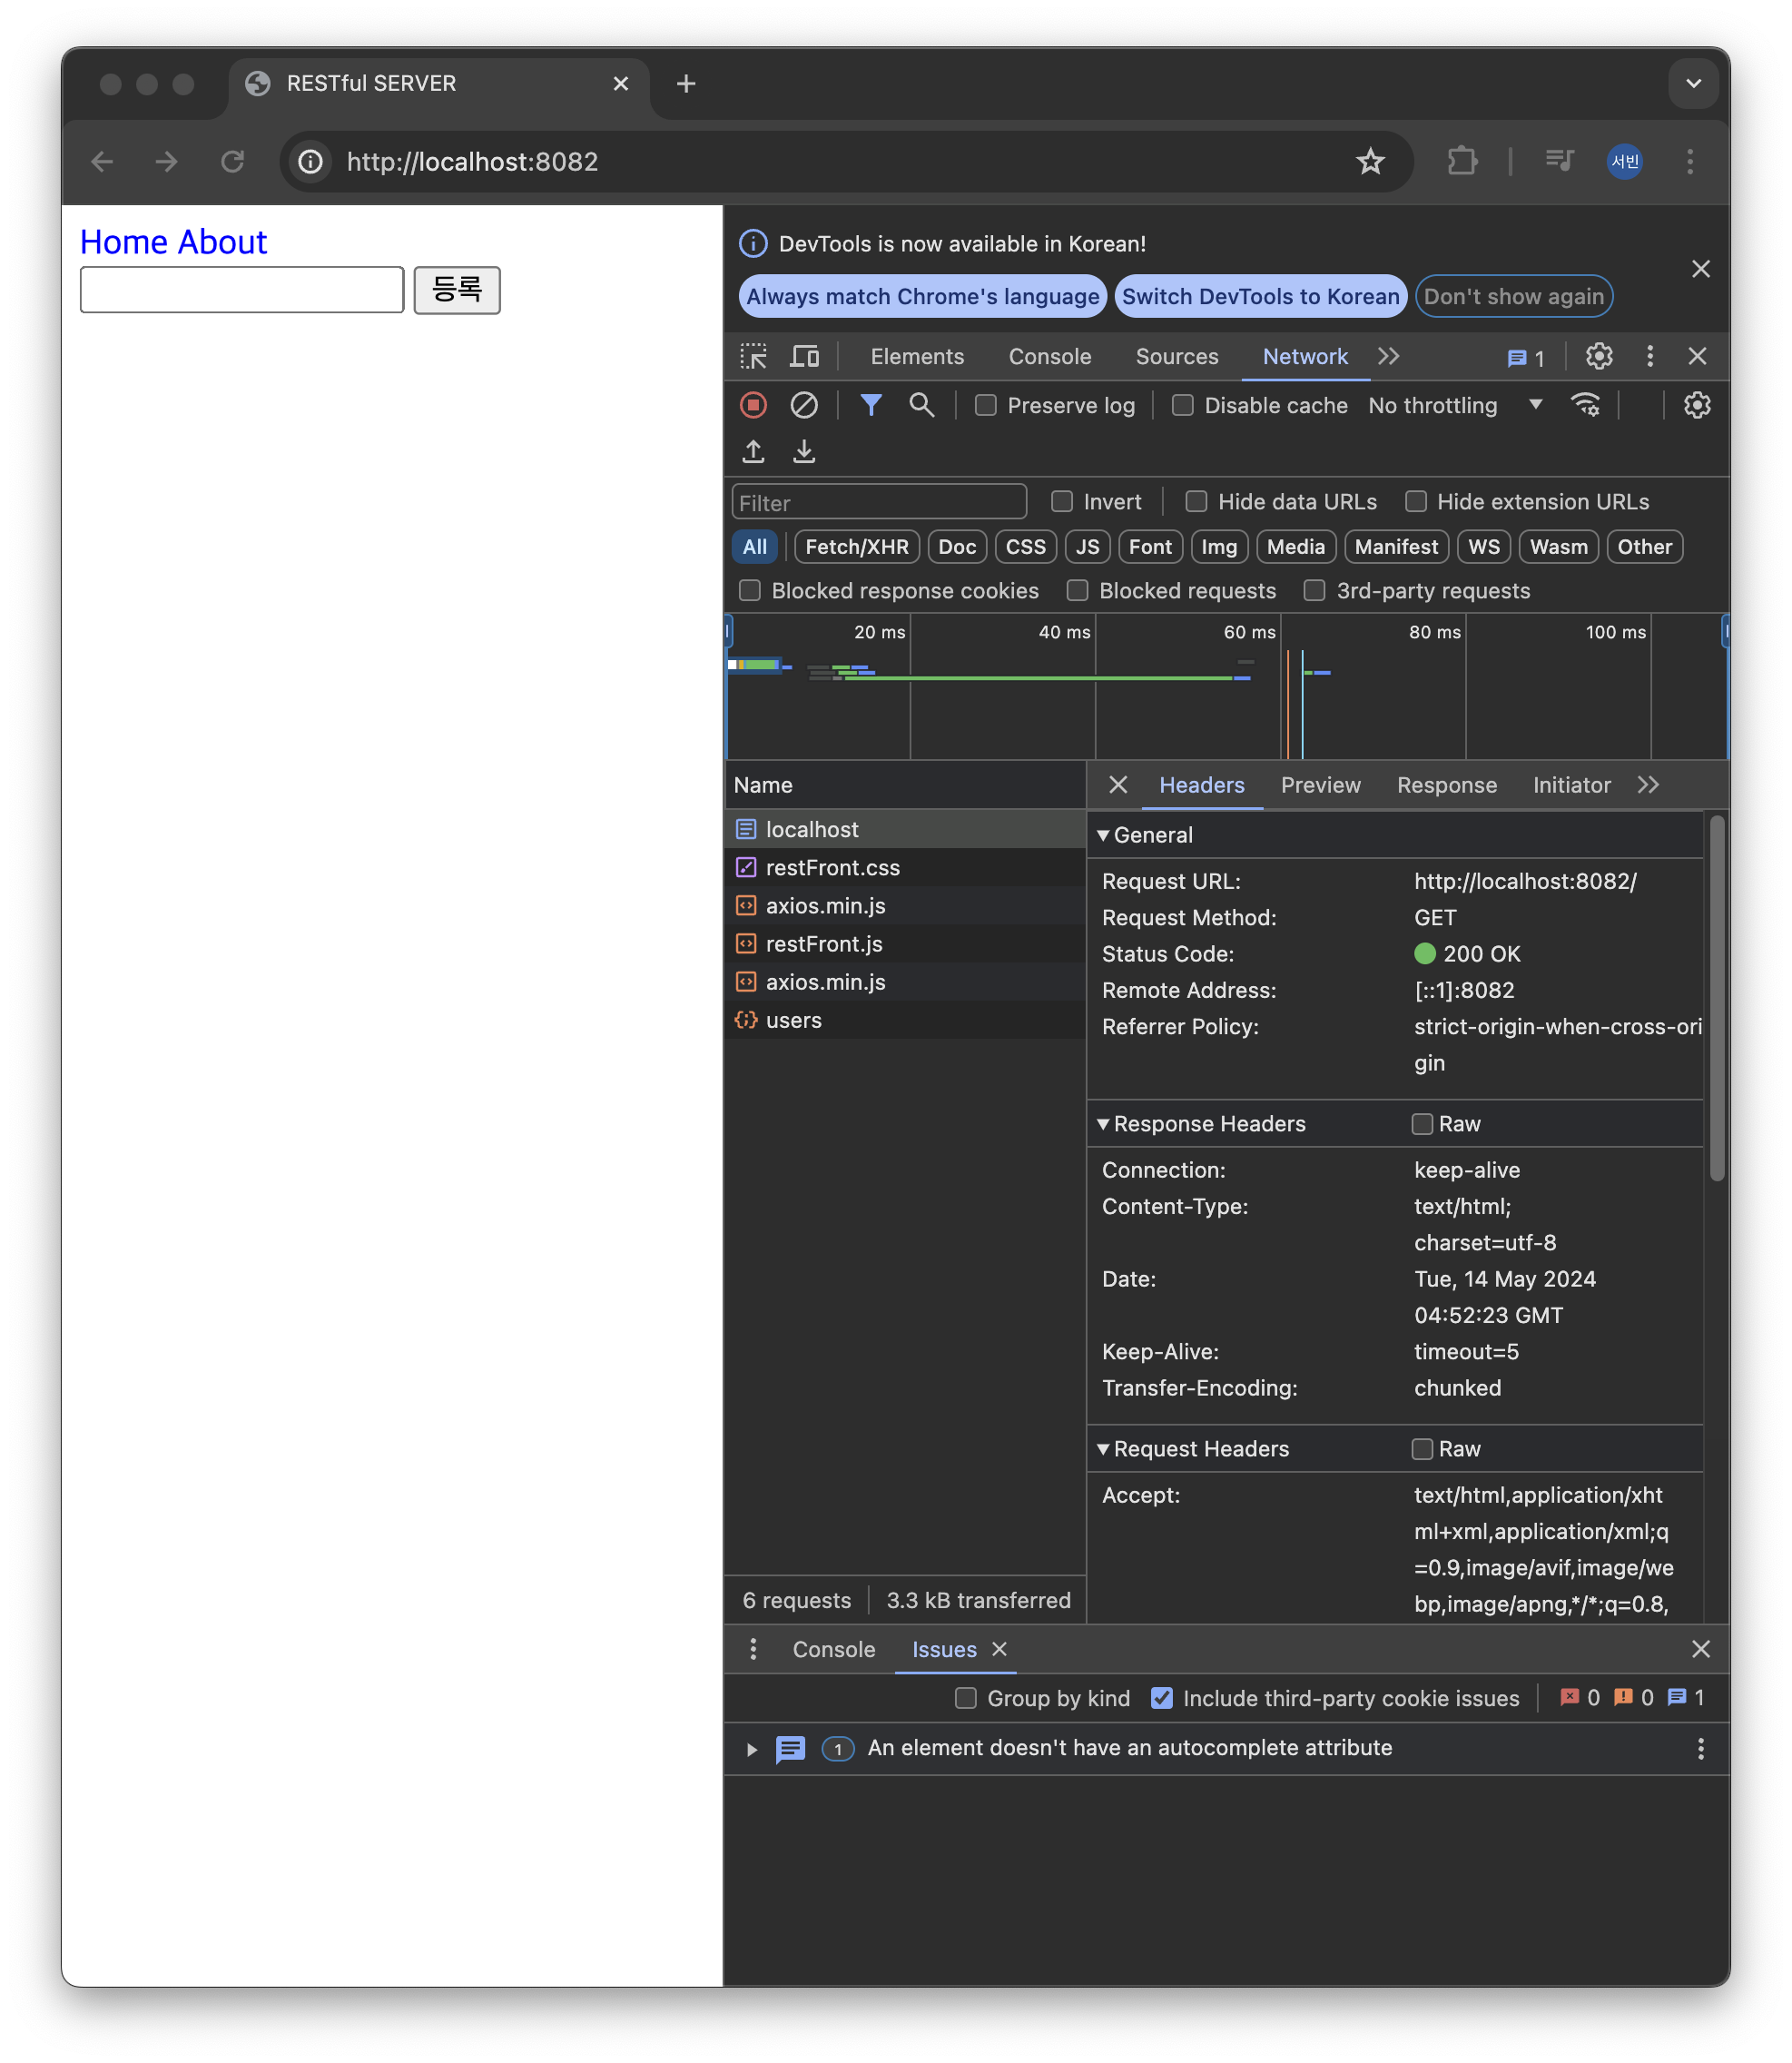 RESTful SERVER
http://localhost:8082
서빈
Home About
등록
DevTools is now available in Korean!
Always match Chrome's language
Switch DevTools to Korean
Don't show again
Elements Console Sources Network 1
Preserve log Disable cache No throttling
Filter Invert Hide data URLs Hide extension URLs
All Fetch/XHR Doc CSS JS Font Img Media Manifest WS Wasm Other
Blocked response cookies Blocked requests 3rd-party requests
20 ms 40 ms 60 ms 80 ms 100 ms
Name
localhost
restFront.css
axios.min.js
restFront.js
axios.min.js
users
6 requests 3.3 kB transferred
Headers Preview Response Initiator
General
Request URL: http://localhost:8082/
Request Method: GET
Status Code: 200 OK
Remote Address: [::1]:8082
Referrer Policy: strict-origin-when-cross-ori
gin
Response Headers Raw
Connection: keep-alive
Content-Type: text/html;
charset=utf-8
Date: Tue, 14 May 2024
04:52:23 GMT
Keep-Alive: timeout=5
Transfer-Encoding: chunked
Request Headers Raw
Accept: text/html,application/xht
ml+xml,application/xml;q
=0.9,image/avif,image/we
bp,image/apng,*/*;q=0.8,
Console Issues
Group by kind Include third-party cookie issues 0 0 1
1 An element doesn't have an autocomplete attribute